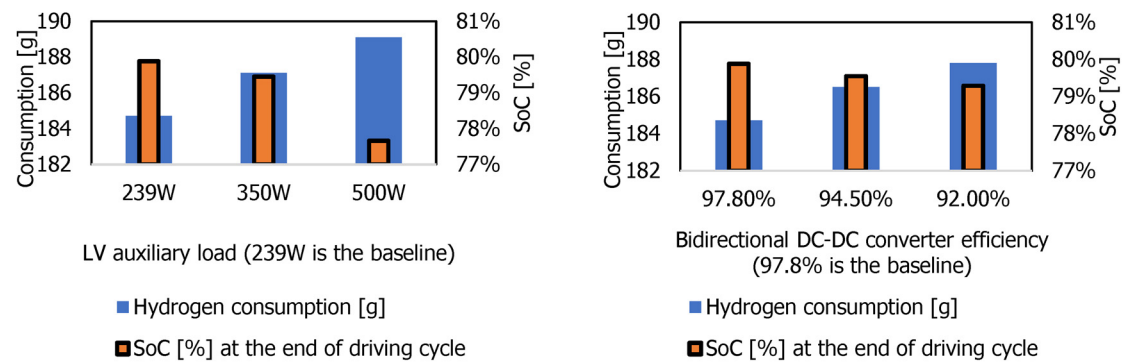 Consumption [g]
190
188
186
184
182
81%
80%
79%
78%
77%
SoC [%]
239W 350W 500W
LV auxiliary load (239W is the baseline)
Hydrogen consumption [g]
SoC [%] at the end of driving cycle
Consumption [g]
190
188
186
184
182
81%
80%
79%
78%
77%
SoC [%]
97.80% 94.50% 92.00%
Bidirectional DC-DC converter efficiency
(97.8% is the baseline)
Hydrogen consumption [g]
SoC [%] at the end of driving cycle